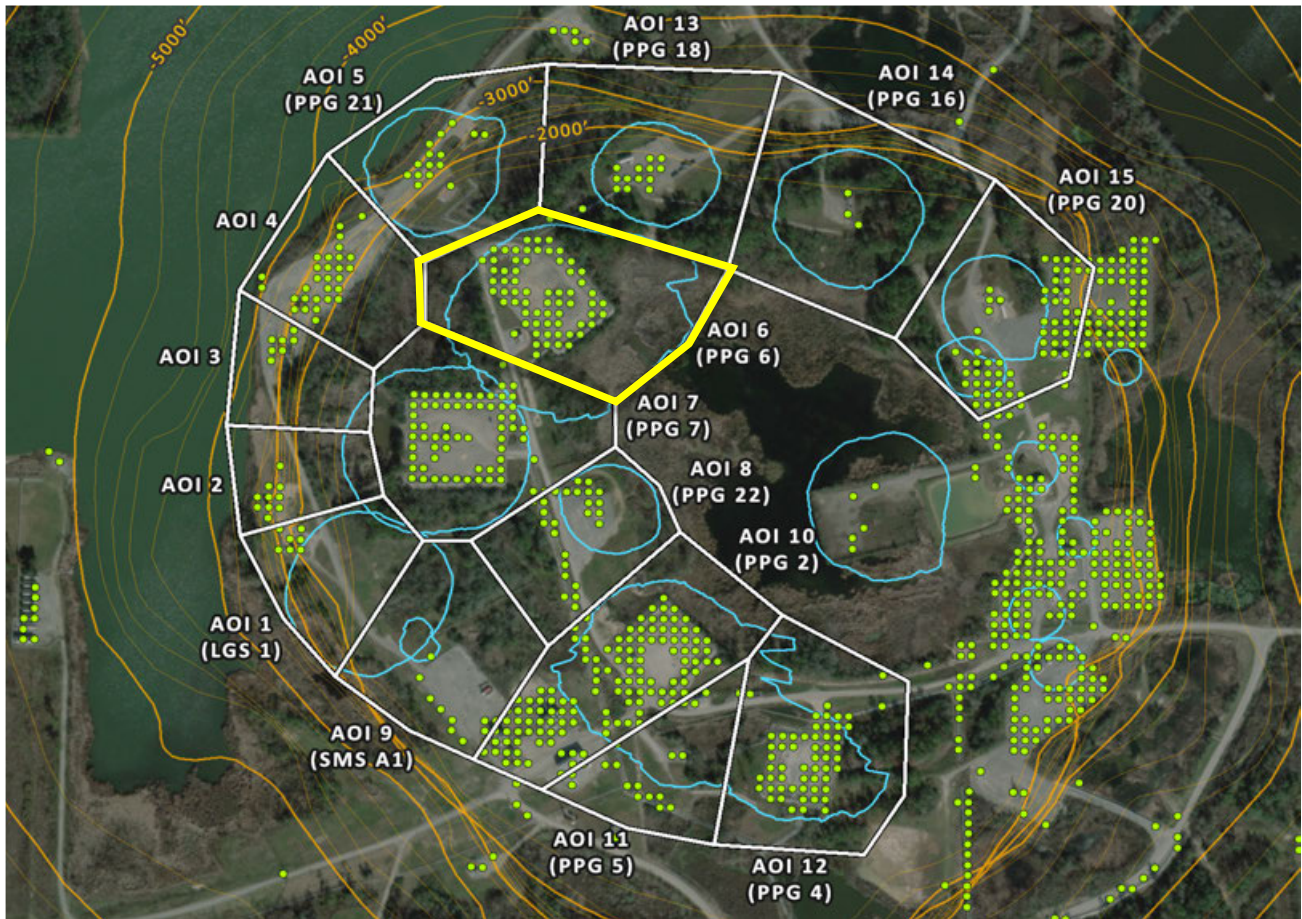 -5000'
-4000'
-3000'
-2000'
AOI 13
(PPG 18)
AOI 5
(PPG 21)
AOI 14
(PPG 16)
AOI 15
(PPG 20)
AOI 4
AOI 3
AOI 6
(PPG 6)
AOI 7
(PPG 7)
AOI 8
(PPG 22)
AOI 2
AOI 10
(PPG 2)
AOI 1
(LGS 1)
AOI 9
(SMS A1)
AOI 11
(PPG 5)
AOI 12
(PPG 4)